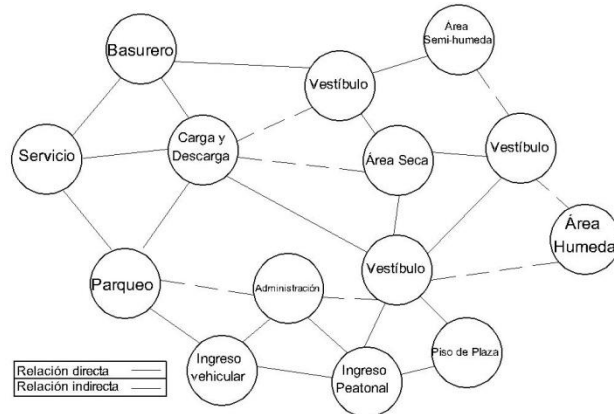 Área
Semi-humeda
Basurero
Vestíbulo
Carga y
Descarga
Servicio
Área Seca
Vestíbulo
Área
Humeda
Vestíbulo
Parqueo
Administración
Piso de Plaza
Ingreso
vehicular
Ingreso
Peatonal
Relación directa
Relación indirecta